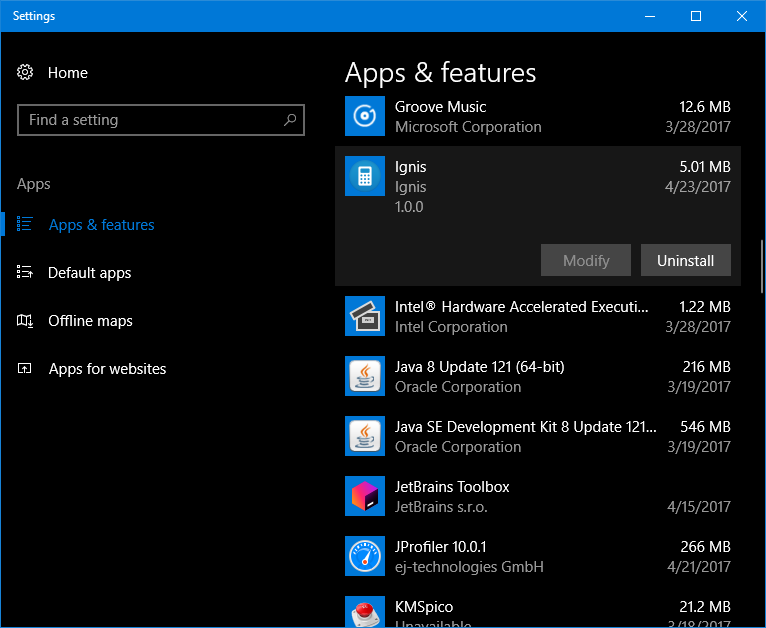 Settings
Home
Find a setting
Apps
Apps & features
Default apps
Offline maps
Apps for websites
Apps & features
Groove Music 12.6 MB
Microsoft Corporation 3/28/2017
Ignis 5.01 MB
Ignis 4/23/2017
1.0.0
Modify Uninstall
Intel® Hardware Accelerated Executi... 1.22 MB
Intel Corporation 3/28/2017
Java 8 Update 121 (64-bit) 216 MB
Oracle Corporation 3/19/2017
Java SE Development Kit 8 Update 121... 546 MB
Oracle Corporation 3/19/2017
JetBrains Toolbox
JetBrains s.r.o. 4/15/2017
JProfiler 10.0.1 266 MB
ej-technologies GmbH 4/21/2017
KMSpico 21.2 MB
Unavailable 3/18/2017